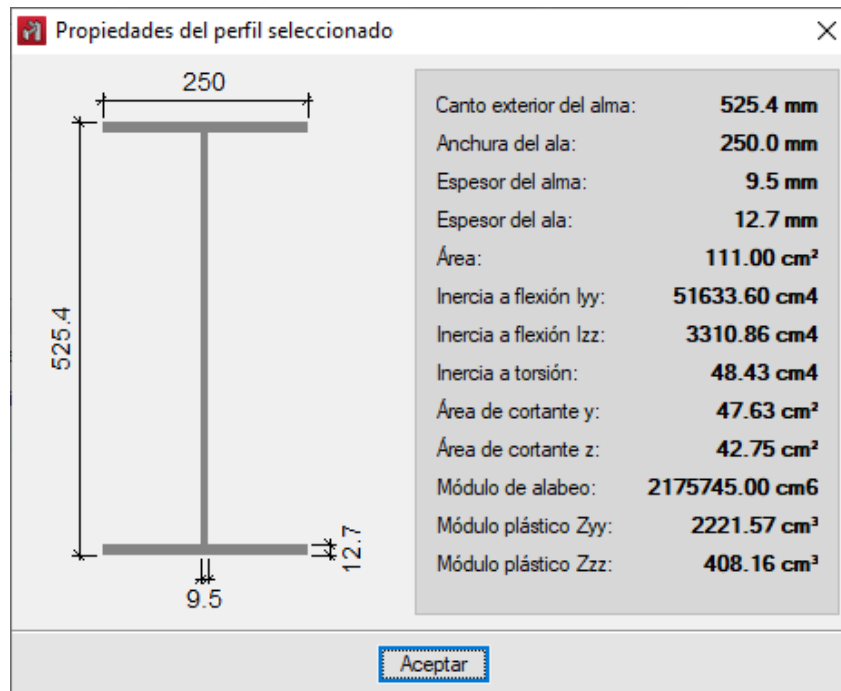 Propiedades del perfil seleccionado
250
525.4
12.7
9.5
Canto exterior del alma: 525.4 mm
Anchura del ala: 250.0 mm
Espesor del alma: 9.5 mm
Espesor del ala: 12.7 mm
Área: 111.00 cm²
Inercia a flexión Iyy: 51633.60 cm4
Inercia a flexión Izz: 3310.86 cm4
Inercia a torsión: 48.43 cm4
Área de cortante y: 47.63 cm²
Área de cortante z: 42.75 cm²
Módulo de alabeo: 2175745.00 cm6
Módulo plástico Zyy: 2221.57 cm³
Módulo plástico Zzz: 408.16 cm³
Aceptar